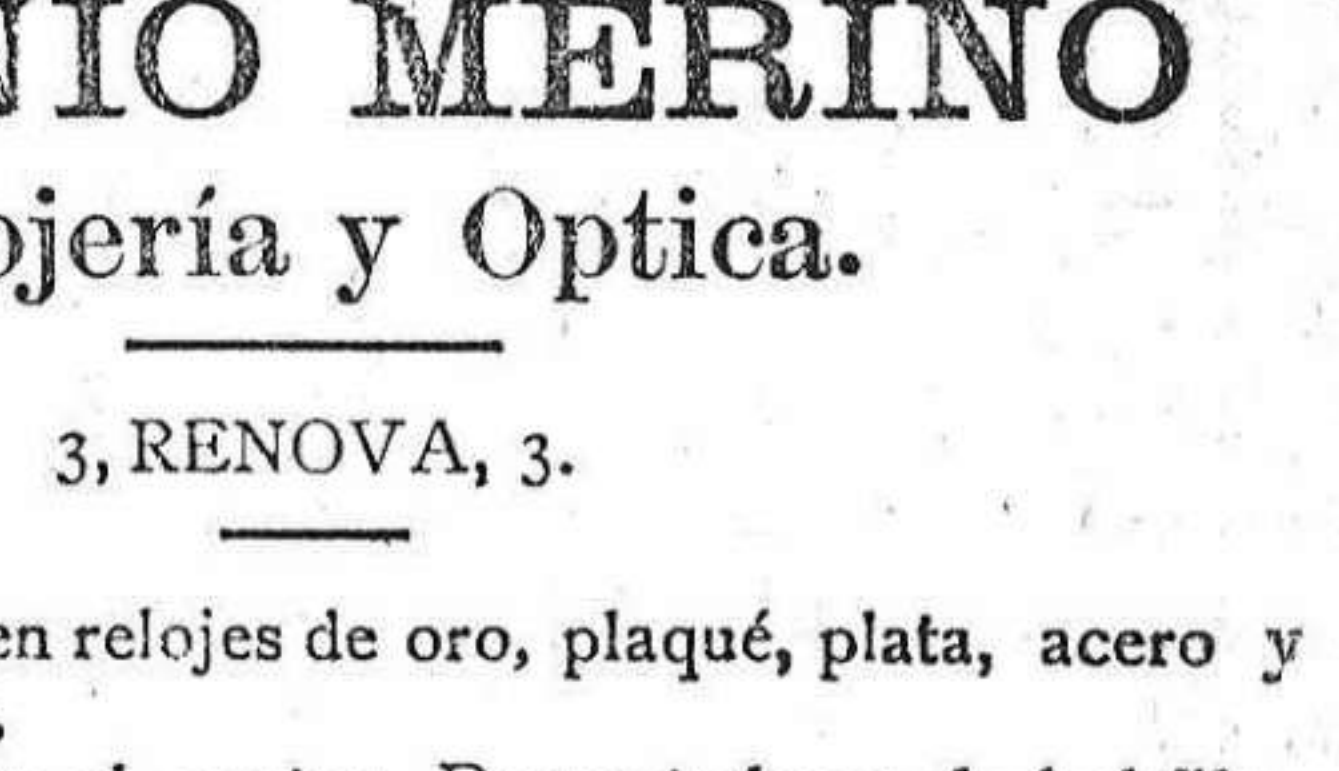 NIO MERINO
ojería y Optica.
3, RENOVA, 3.
en relojes de oro, plaqué, plata, acero y